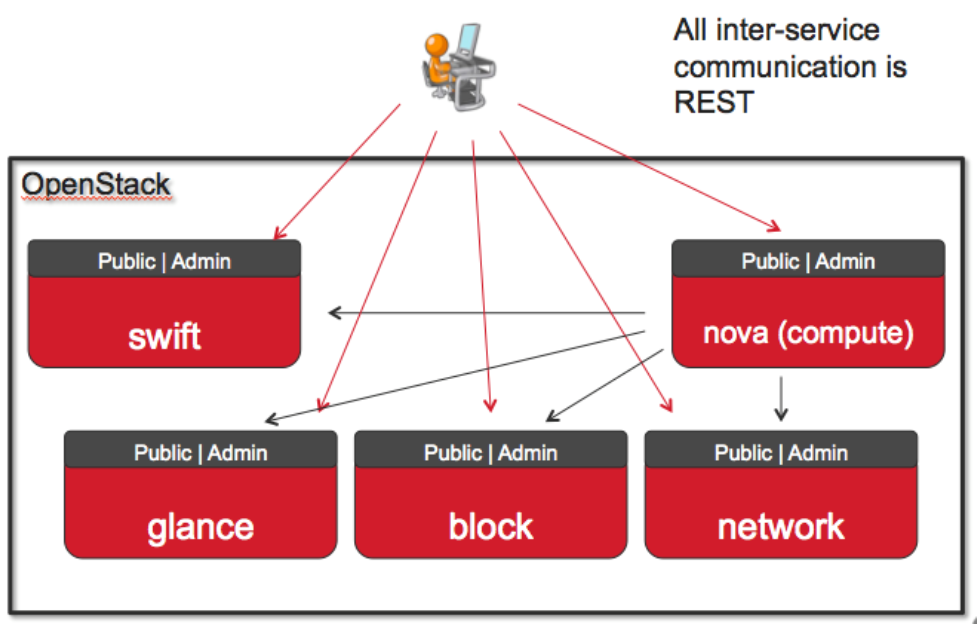 All inter-service
communication is
REST
OpenStack
Public | Admin
swift
Public | Admin
nova (compute)
Public | Admin
glance
Public | Admin
block
Public | Admin
network